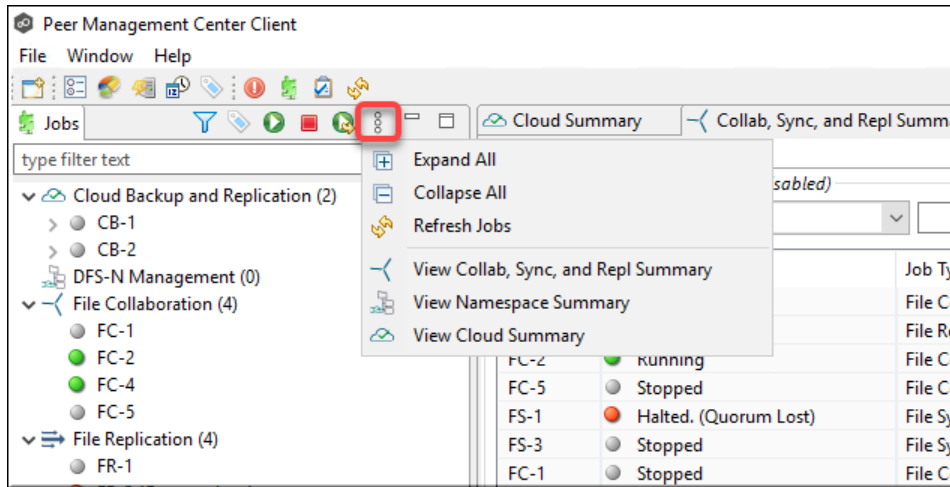 Peer Management Center Client
File Window Help
Jobs
Cloud Summary
Collab, Sync, and Repl Summ
type filter text
Cloud Backup and Replication (2)
CB-1
CB-2
DFS-N Management (0)
File Collaboration (4)
FC-1
FC-2
FC-4
FC-5
File Replication (4)
FR-1
Expand All
Collapse All
Refresh Jobs
View Collab, Sync, and Repl Summary
View Namespace Summary
View Cloud Summary
sabled)
Job Ty
File C
File Re
FC-2 Running File C
FC-5 Stopped File C
FS-1 Halted. (Quorum Lost) File Sy
FS-3 Stopped File Sy
FC-1 Stopped File C